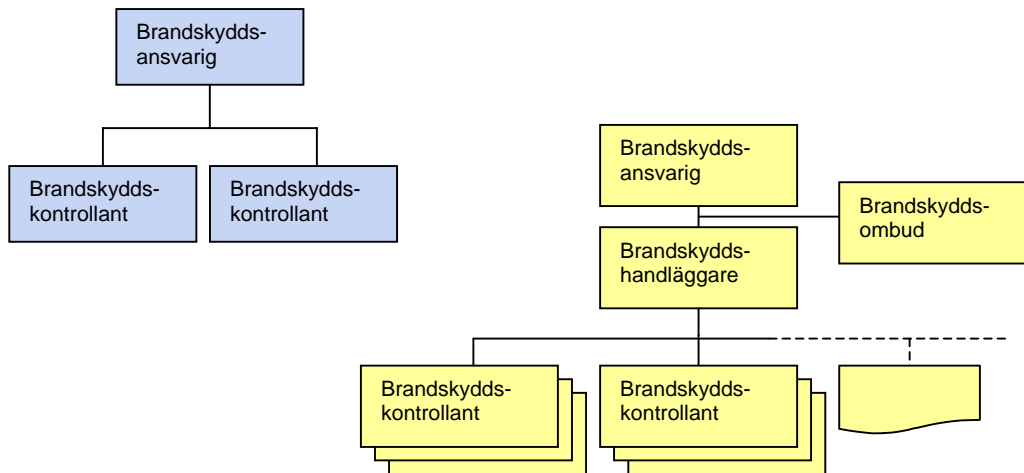 Brandskydds-
ansvarig
Brandskydds-
kontrollant
Brandskydds-
kontrollant
Brandskydds-
ansvarig
Brandskydds-
ombud
Brandskydds-
handläggare
Brandskydds-
kontrollant
Brandskydds-
kontrollant